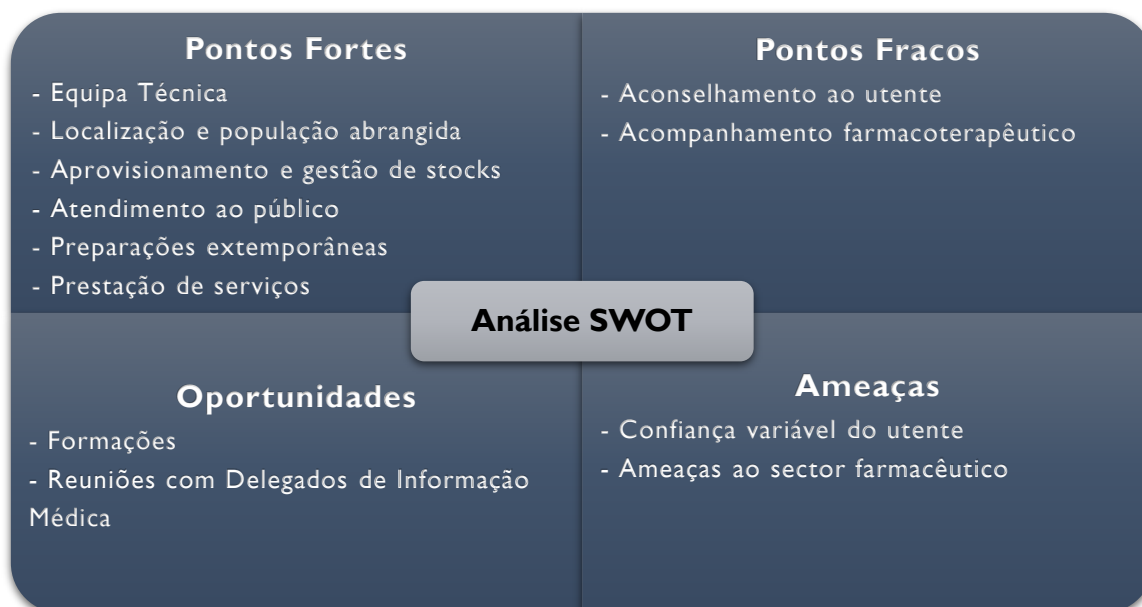 Pontos Fortes
- Equipa Técnica
- Localização e população abrangida
- Aprovisionamento e gestão de stocks
- Atendimento ao público
- Preparações extemporâneas
- Prestação de serviços
Pontos Fracos
- Aconselhamento ao utente
- Acompanhamento farmacoterapêutico
Análise SWOT
Oportunidades
- Formações
- Reuniões com Delegados de Informação
Médica
Ameaças
- Confiança variável do utente
- Ameaças ao sector farmacêutico